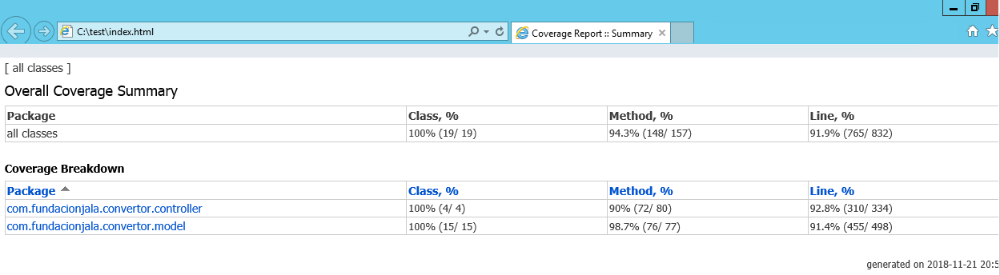 C:\test\index.html
Coverage Report :: Summary
[ all classes ]
Overall Coverage Summary
Package Class, % Method, % Line, %
all classes 100% (19/ 19) 94.3% (148/ 157) 91.9% (765/ 832)
Coverage Breakdown
Package Class, % Method, % Line, %
com.fundacionjala.convertor.controller 100% (4/ 4) 90% (72/ 80) 92.8% (310/ 334)
com.fundacionjala.convertor.model 100% (15/ 15) 98.7% (76/ 77) 91.4% (455/ 498)
generated on 2018-11-21 20:5